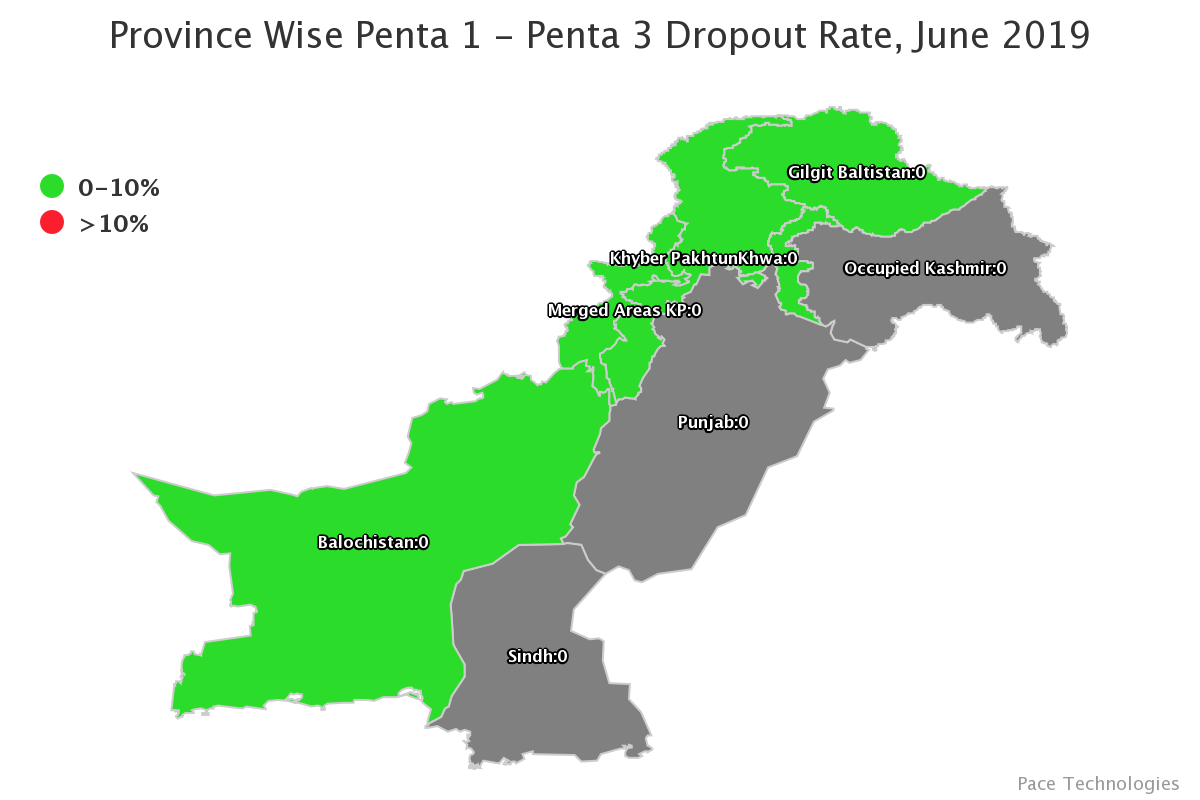 Province Wise Penta 1 - Penta 3 Dropout Rate, June 2019
0-10%
>10%
Gilgit Baltistan:0
Khyber PakhtunKhwa:0
Occupied Kashmir:0
Merged Areas KP:0
Punjab:0
Balochistan:0
Sindh:0
Pace Technologies